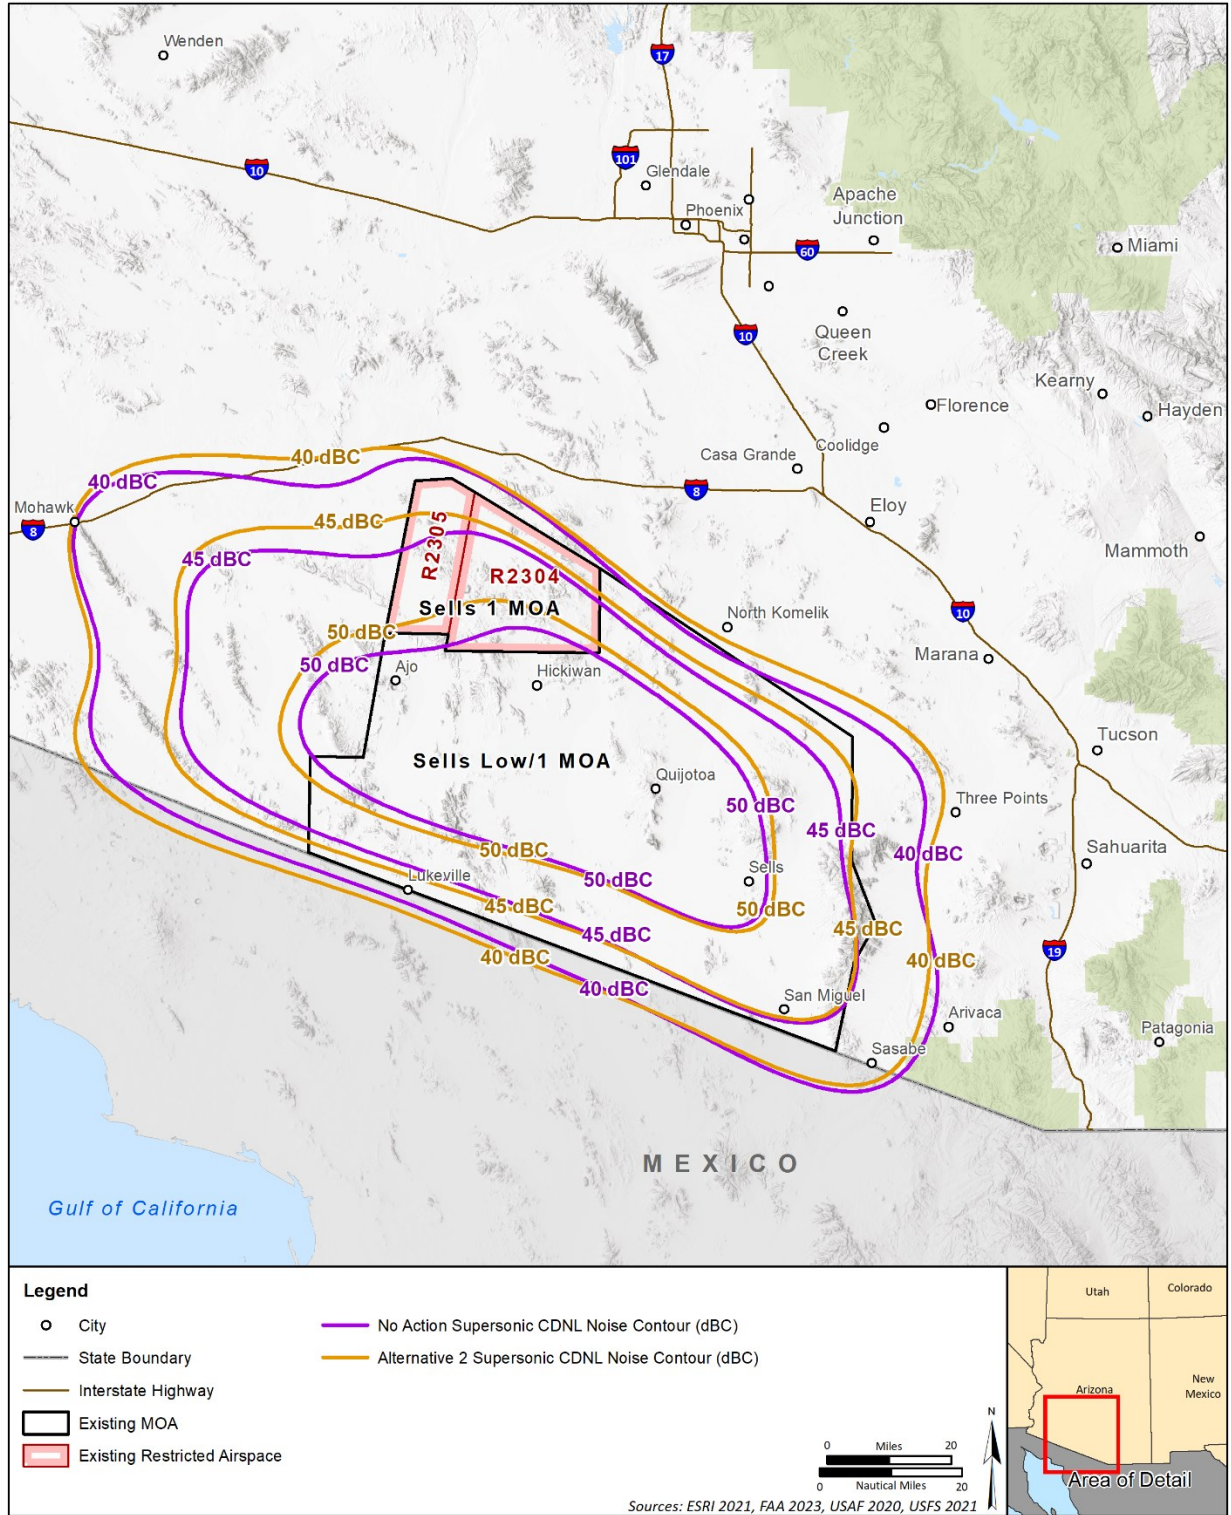 Wenden
17
101
Glendale
10
Apache
Junction
Phoenix
Miami
60
Queen
Creek
10
Kearny
Hayden
Florence
Coolidge
Casa Grande
40 dBC
40 dBC
8
Mohawk
8
Eloy
45 dBC
45 dBC
R2305
R2304
Mammoth
Sells 1 MOA
10
North Komelik
50 dBC
50 dBC
Ajo
Hickiwan
Marana
Tucson
Sells Low/1 MOA
Quijotoa
50 dBC
Three Points
45 dBC
40 dBC
50 dBC
Sahuarita
Sells
50 dBC
Lukeville
45 dBC
50 dBC
45 dBC
45 dBC
40 dBC
19
40 dBC
40 dBC
San Miguel
Arivaca
Patagonia
Sasabe
MEXICO
Gulf of California
Legend
City
State Boundary
Interstate Highway
Existing MOA
Existing Restricted Airspace
No Action Supersonic CDNL Noise Contour (dBC)
Alternative 2 Supersonic CDNL Noise Contour (dBC)
N
0 Miles 20
0 Nautical Miles 20
Sources: ESRI 2021, FAA 2023, USAF 2020, USFS 2021
Utah
Colorado
Arizona
New
Mexico
Area of Detail